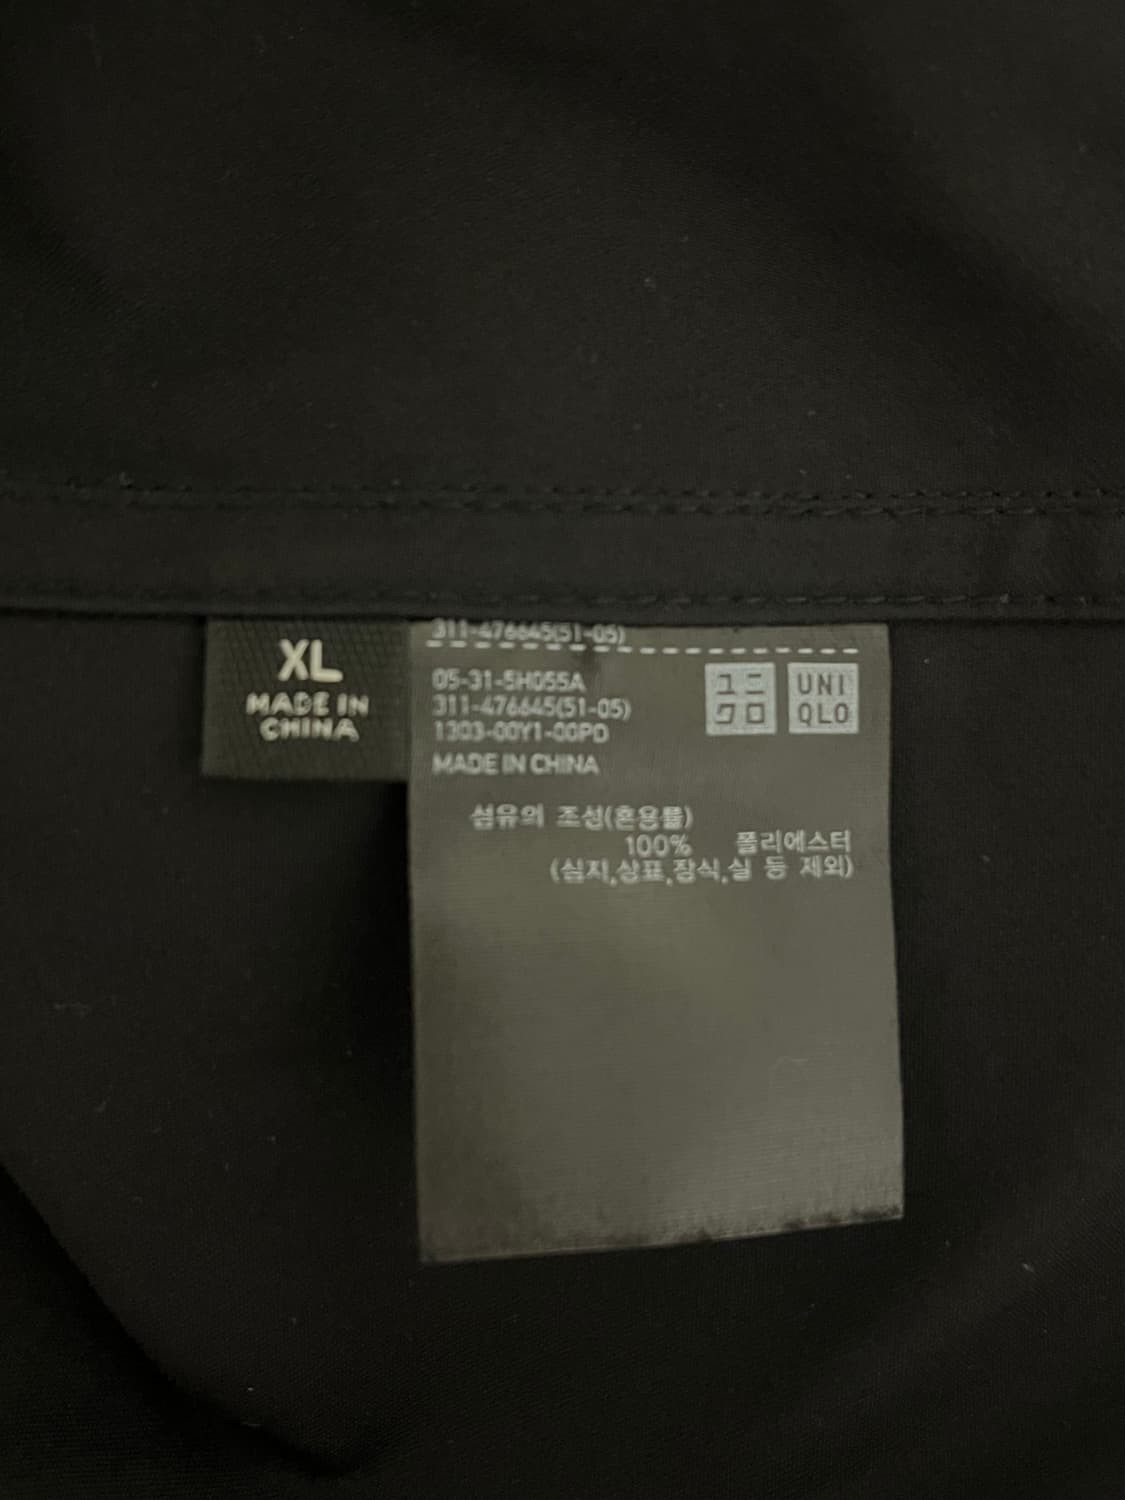 XL
MADE IN
CHINA
311-476645(51-05)
05-31-5H055A
311-476645(51-05)
1303-00Y1-00PO
MADE IN CHINA
ユニ
クロ
UNI
QLO
섬유의 조성(혼용률)
100% 폴리에스터
(심지,상표,장식,실 등 제외)